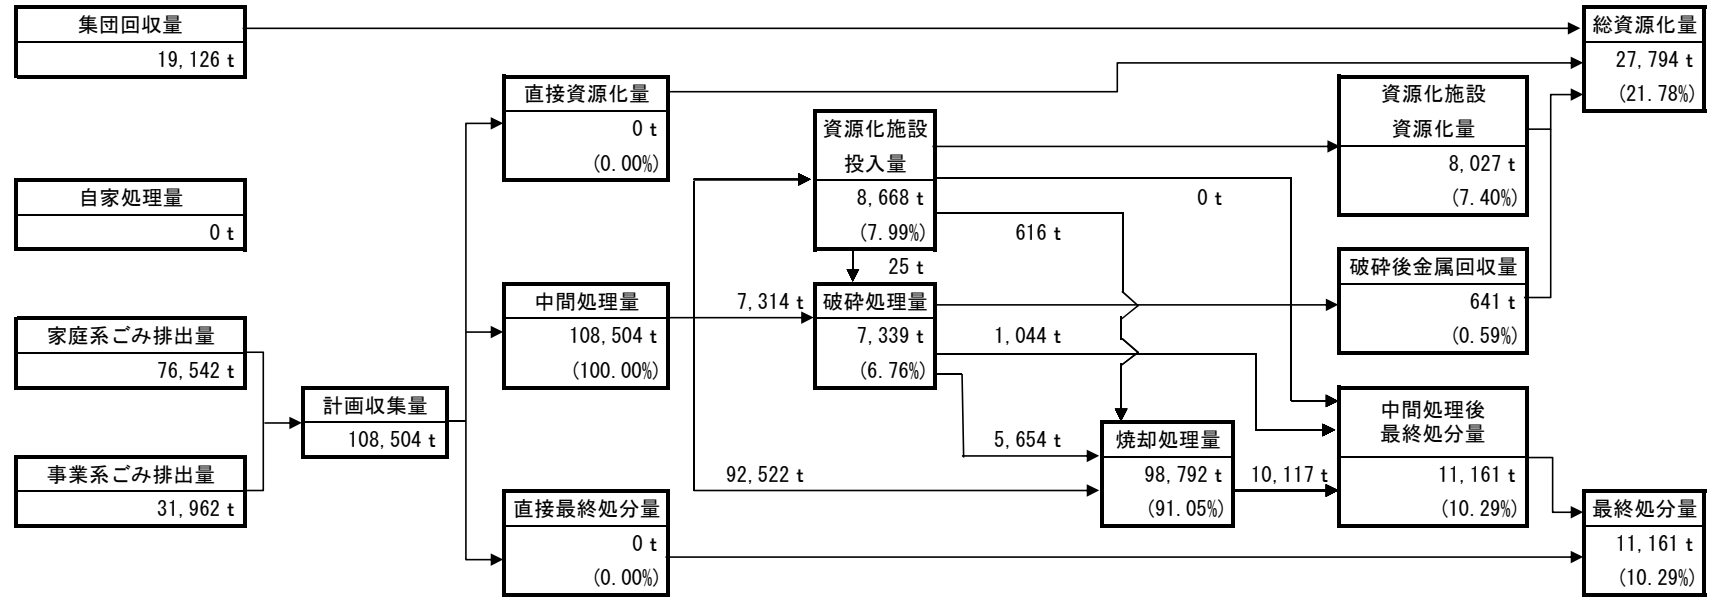 集団回収量
19,126 t
自家処理量
0 t
家庭系ごみ排出量
76,542 t
事業系ごみ排出量
31,962 t
計画収集量
108,504 t
直接資源化量
0 t
(0.00%)
中間処理量
108,504 t
(100.00%)
直接最終処分量
0 t
(0.00%)
7,314 t
92,522 t
資源化施設
投入量
8,668 t
(7.99%)
25 t
破砕処理量
7,339 t
(6.76%)
0 t
616 t
1,044 t
5,654 t
焼却処理量
98,792 t
(91.05%)
10,117 t
資源化施設
資源化量
8,027 t
(7.40%)
破砕後金属回収量
641 t
(0.59%)
中間処理後
最終処分量
11,161 t
(10.29%)
総資源化量
27,794 t
(21.78%)
最終処分量
11,161 t
(10.29%)